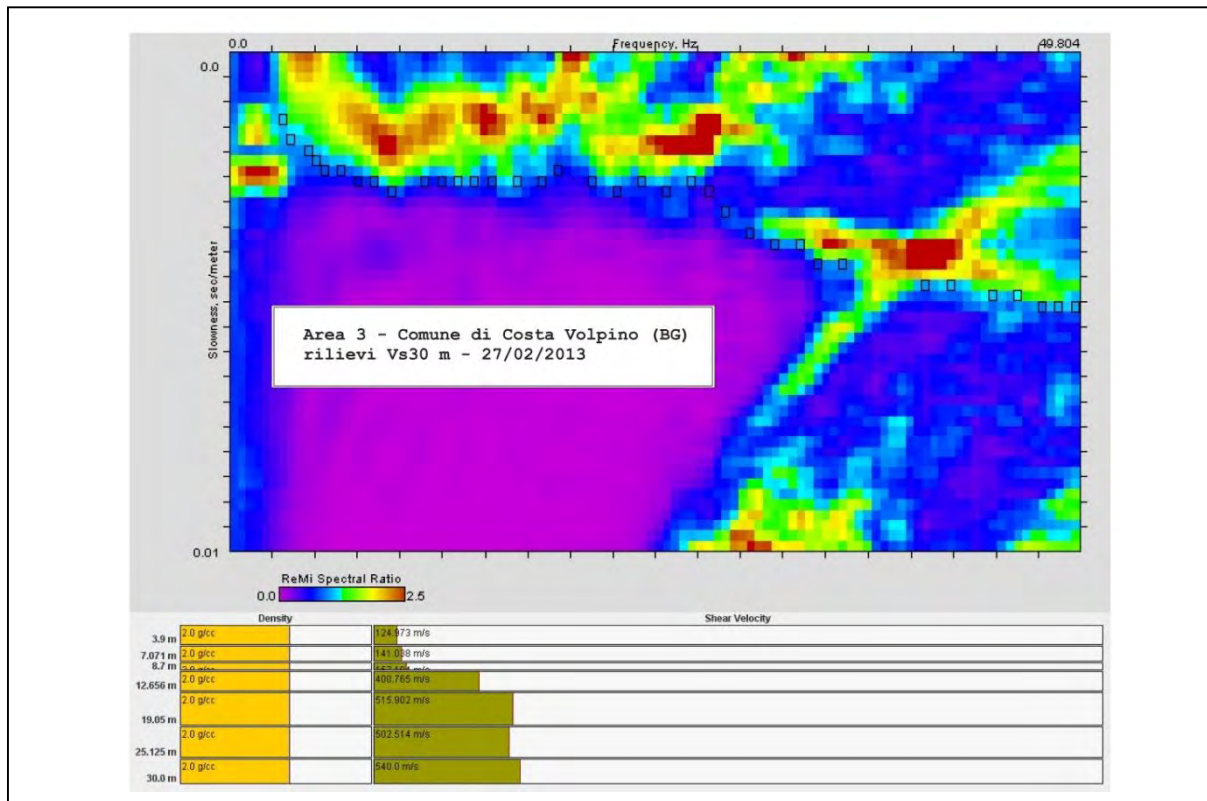 0.0 Frequency, Hz 49.804
0.0
Slowness, sec/meter
Area 3 - Comune di Costa Volpino (BG)
rilievi Vs30 m - 27/02/2013
0.01
ReMi Spectral Ratio
0.0 2.5
Density Shear Velocity
2.0 g/cc 124.973 m/s
3.9 m
2.0 g/cc 141.038 m/s
7.071 m
8.7 m
2.0 g/cc 400.765 m/s
12.656 m
2.0 g/cc 515.902 m/s
19.05 m
2.0 g/cc 502.514 m/s
25.125 m
2.0 g/cc 540.0 m/s
30.0 m